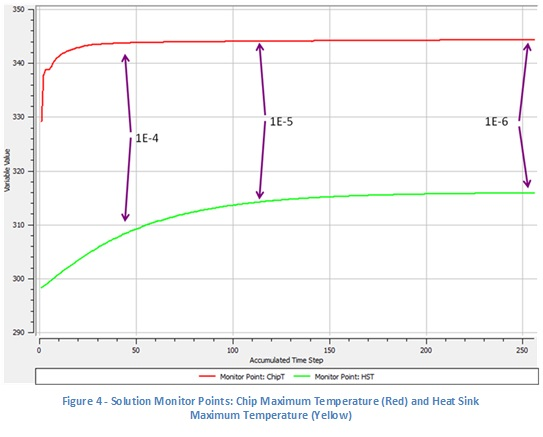 350
340
330
320
310
300
290
Variable Value
1E-4
1E-5
1E-6
0
50
100
150
200
250
Accumulated Time Step
Monitor Point: ChipT
Monitor Point: HST
Figure 4 - Solution Monitor Points: Chip Maximum Temperature (Red) and Heat Sink
Maximum Temperature (Yellow)